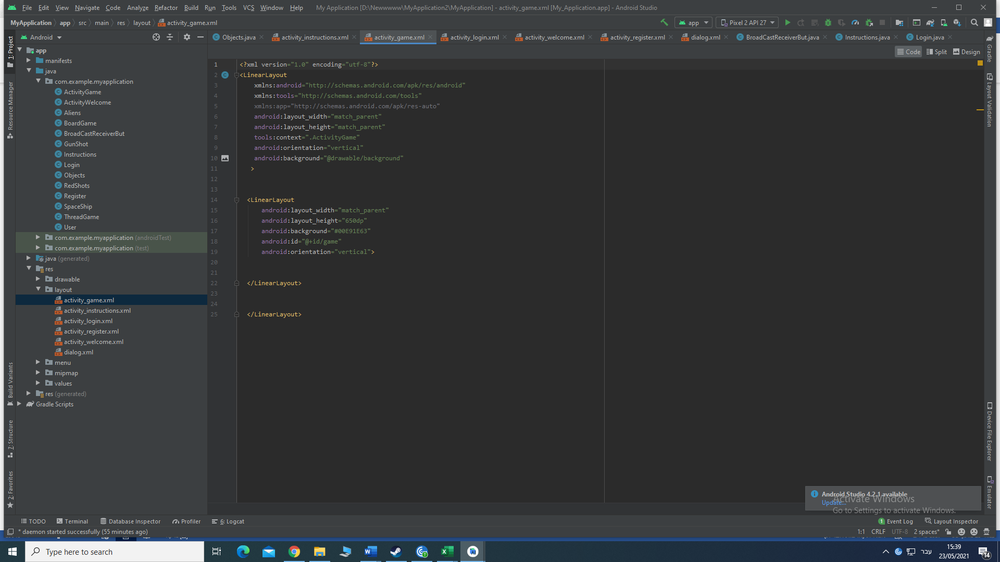 File Edit View Navigate Code Analyze Refactor Build Run Tools VCS Window Help My Application [D:\Newwwww\MyApplication2\MyApplication] - activity_game.xml [My_Application.app] - Android Studio
MyApplication app src main res layout activity_game.xml
app Pixel 2 API 27
Android
Objects.java activity_instructions.xml activity_game.xml activity_login.xml activity_welcome.xml activity_register.xml dialog.xml BroadCastReceiverBut.java Instructions.java Login.java
Code Split Design
1: Project
Resource Manager
Build Variants
7: Structure
2: Favorites
app
manifests
java
com.example.myapplication
ActivityGame
ActivityWelcome
Aliens
BoardGame
BroadCastReceiverBut
GunShot
Instructions
Login
Objects
RedShots
Register
SpaceShip
ThreadGame
User
com.example.myapplication (androidTest)
com.example.myapplication (test)
java (generated)
res
drawable
layout
activity_game.xml
activity_instructions.xml
activity_login.xml
activity_register.xml
activity_welcome.xml
dialog.xml
menu
mipmap
values
res (generated)
Gradle Scripts
1 <?xml version="1.0" encoding="utf-8"?>
2 <LinearLayout
3 xmlns:android="http://schemas.android.com/apk/res/android"
4 xmlns:tools="http://schemas.android.com/tools"
5 xmlns:app="http://schemas.android.com/apk/res-auto"
6 android:layout_width="match_parent"
7 android:layout_height="match_parent"
8 tools:context=".ActivityGame"
9 android:orientation="vertical"
10 android:background="@drawable/background"
11 >
12
13
14 <LinearLayout
15 android:layout_width="match_parent"
16 android:layout_height="650dp"
17 android:background="#00E91E63"
18 android:id="@+id/game"
19 android:orientation="vertical">
20
21
22 </LinearLayout>
23
24
25 </LinearLayout>
Gradle
Layout Validation
Device File Explorer
Emulator
Android Studio 4.2.1 available
Update...
Activate Windows
Go to Settings to activate Windows.
TODO Terminal Database Inspector Profiler 6: Logcat 1 Event Log Layout Inspector
* daemon started successfully (55 minutes ago) 1:1 CRLF UTF-8 2 spaces*
Type here to search
עבר
15:39
23/05/2021
14